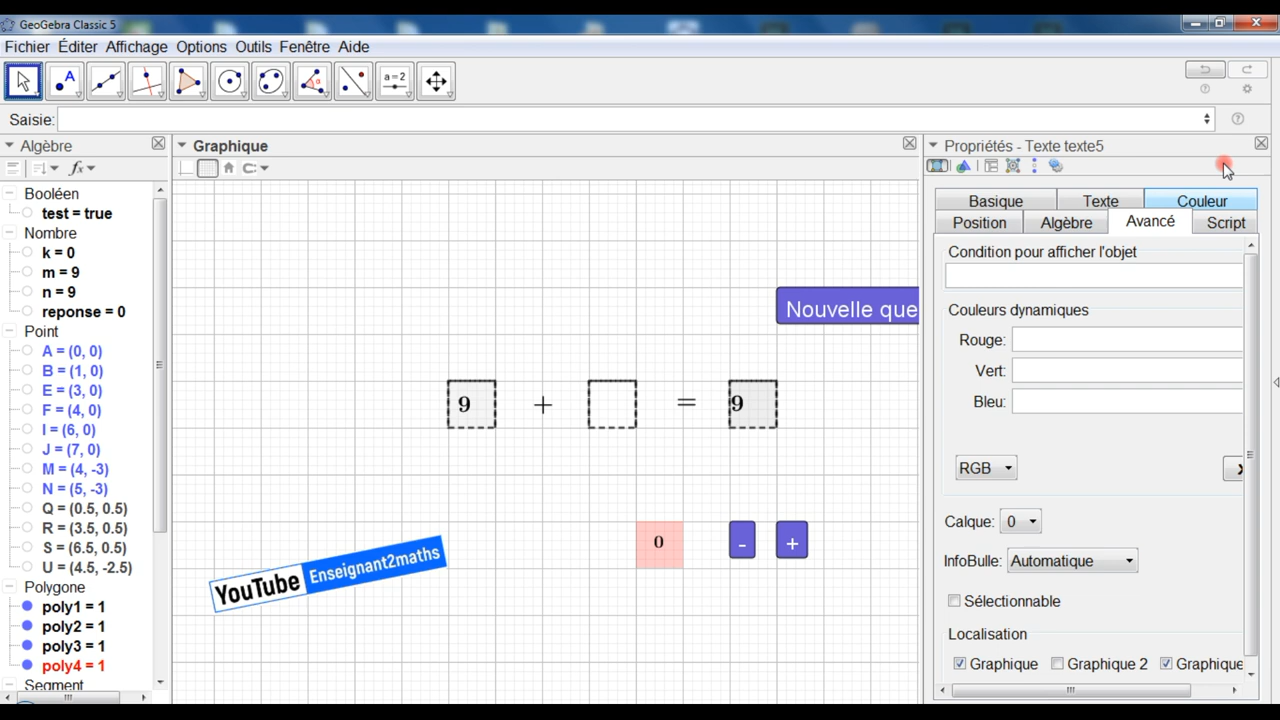 GeoGebra Classic 5
Fichier Éditer Affichage Options Outils Fenêtre Aide
a=2
Saisie:
Algèbre
Graphique
Propriétés - Texte texte5
Booléen
test = true
Nombre
k = 0
m = 9
n = 9
reponse = 0
Point
A = (0, 0)
B = (1, 0)
E = (3, 0)
F = (4, 0)
I = (6, 0)
J = (7, 0)
M = (4, -3)
N = (5, -3)
Q = (0.5, 0.5)
R = (3.5, 0.5)
S = (6.5, 0.5)
U = (4.5, -2.5)
Polygone
poly1 = 1
poly2 = 1
poly3 = 1
poly4 = 1
Segment
Nouvelle que
9 + = 9
0 - +
YouTube Enseignant2maths
Basique Texte Couleur
Position Algèbre Avancé Script
Condition pour afficher l'objet
Couleurs dynamiques
Rouge:
Vert:
Bleu:
RGB
Calque: 0
InfoBulle: Automatique
Sélectionnable
Localisation
Graphique Graphique 2 Graphique